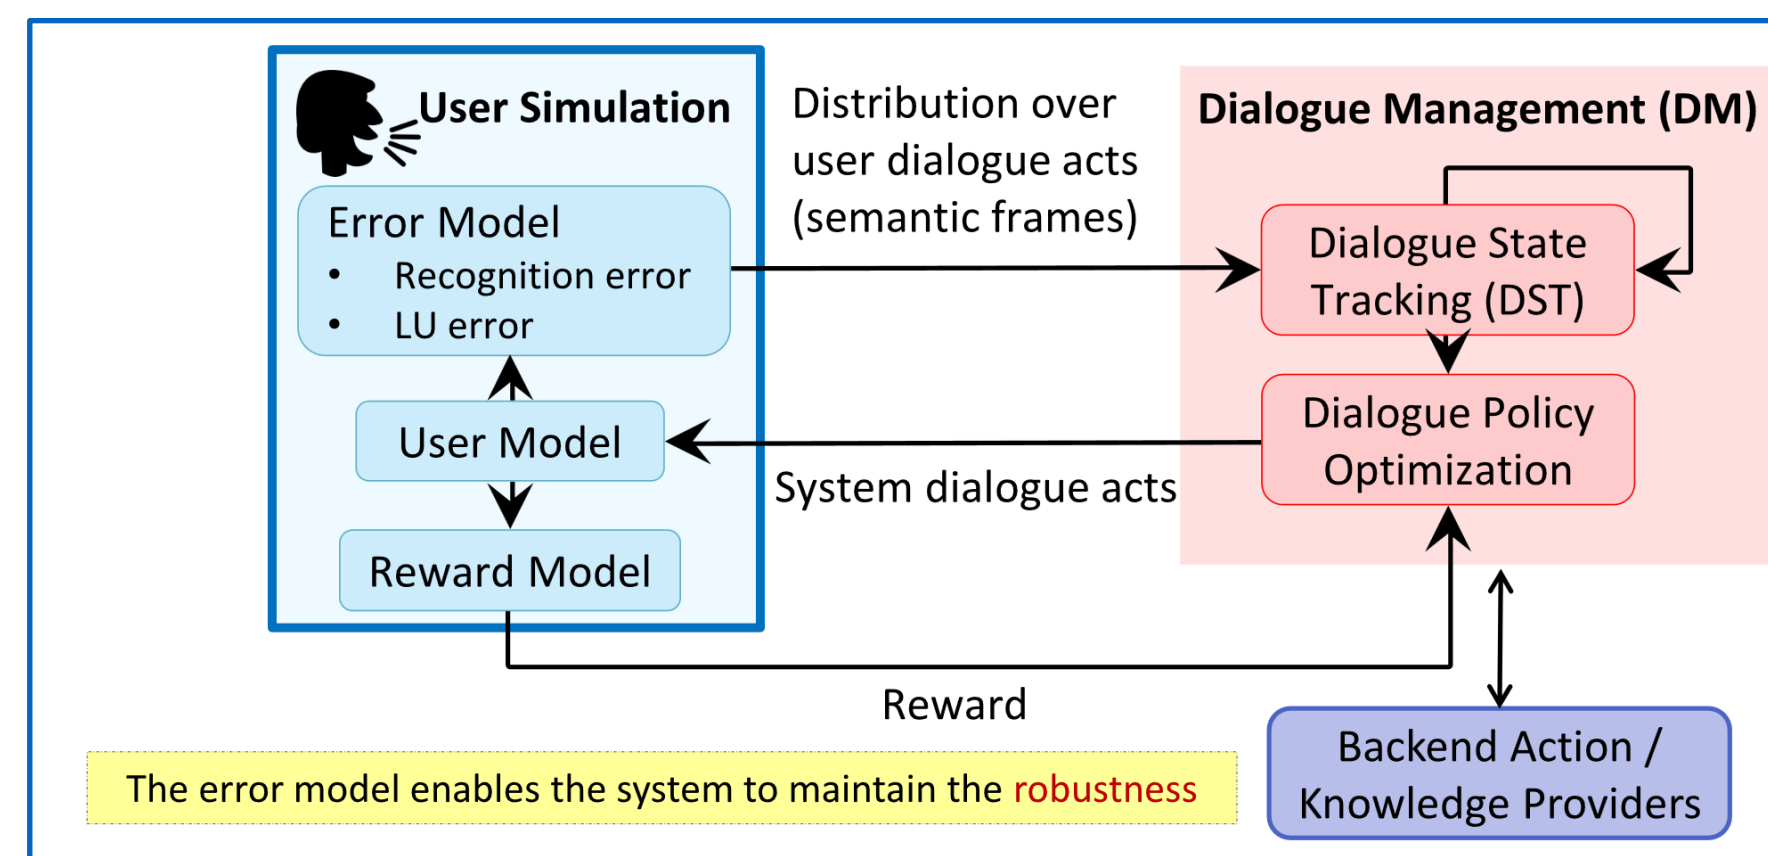 User Simulation
Error Model
• Recognition error
• LU error
User Model
Reward Model
Distribution over
user dialogue acts
(semantic frames)
System dialogue acts
Reward
Dialogue Management (DM)
Dialogue State
Tracking (DST)
Dialogue Policy
Optimization
Backend Action /
Knowledge Providers
The error model enables the system to maintain the robustness